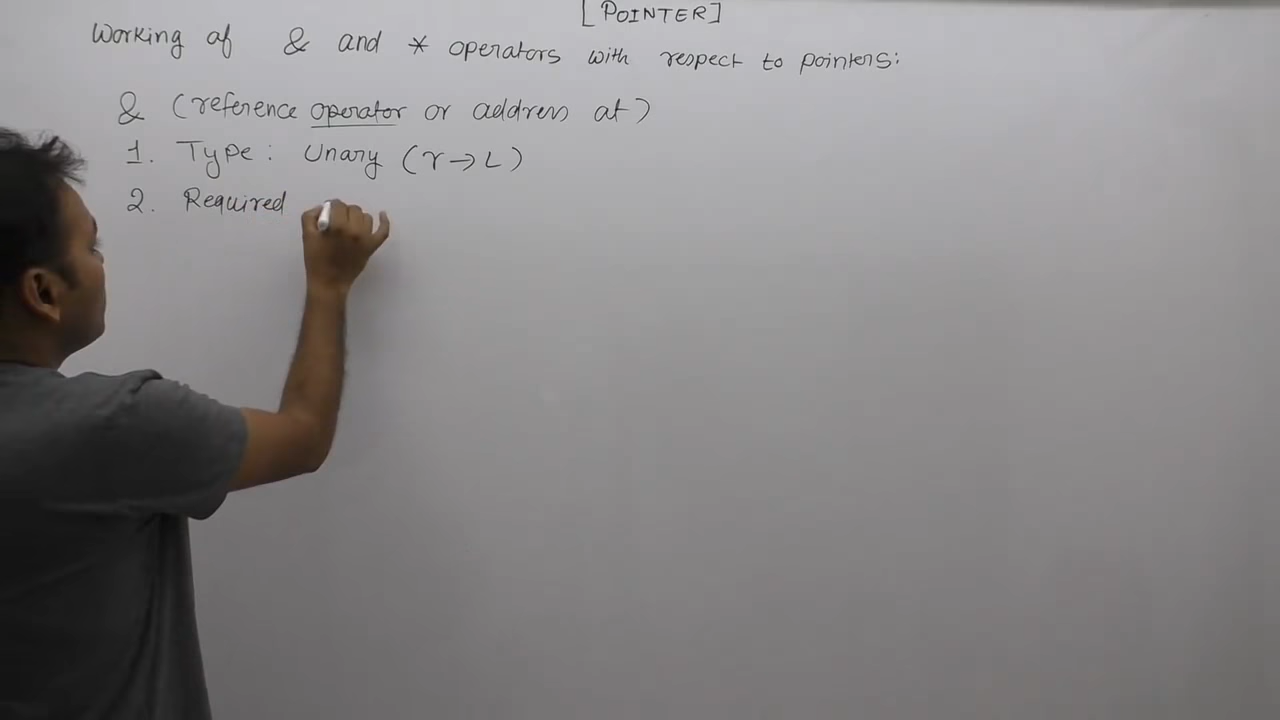 [POINTER]
Working of & and * operators with respect to pointers:
& (reference operator or address at)
1. Type: Unary (r→L)
2. Required